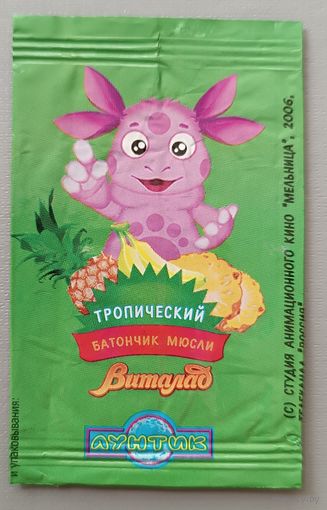 ТРОПИЧЕСКИЙ
БАТОНЧИК МЮСЛИ
Виталад
ЛУНТИК
и упаковывания:
(С) СТУДИЯ АНИМАЦИОННОГО КИНО "МЕЛЬНИЦА", 2006,
ТЕЛЕКАНАЛ "РОССИЯ"